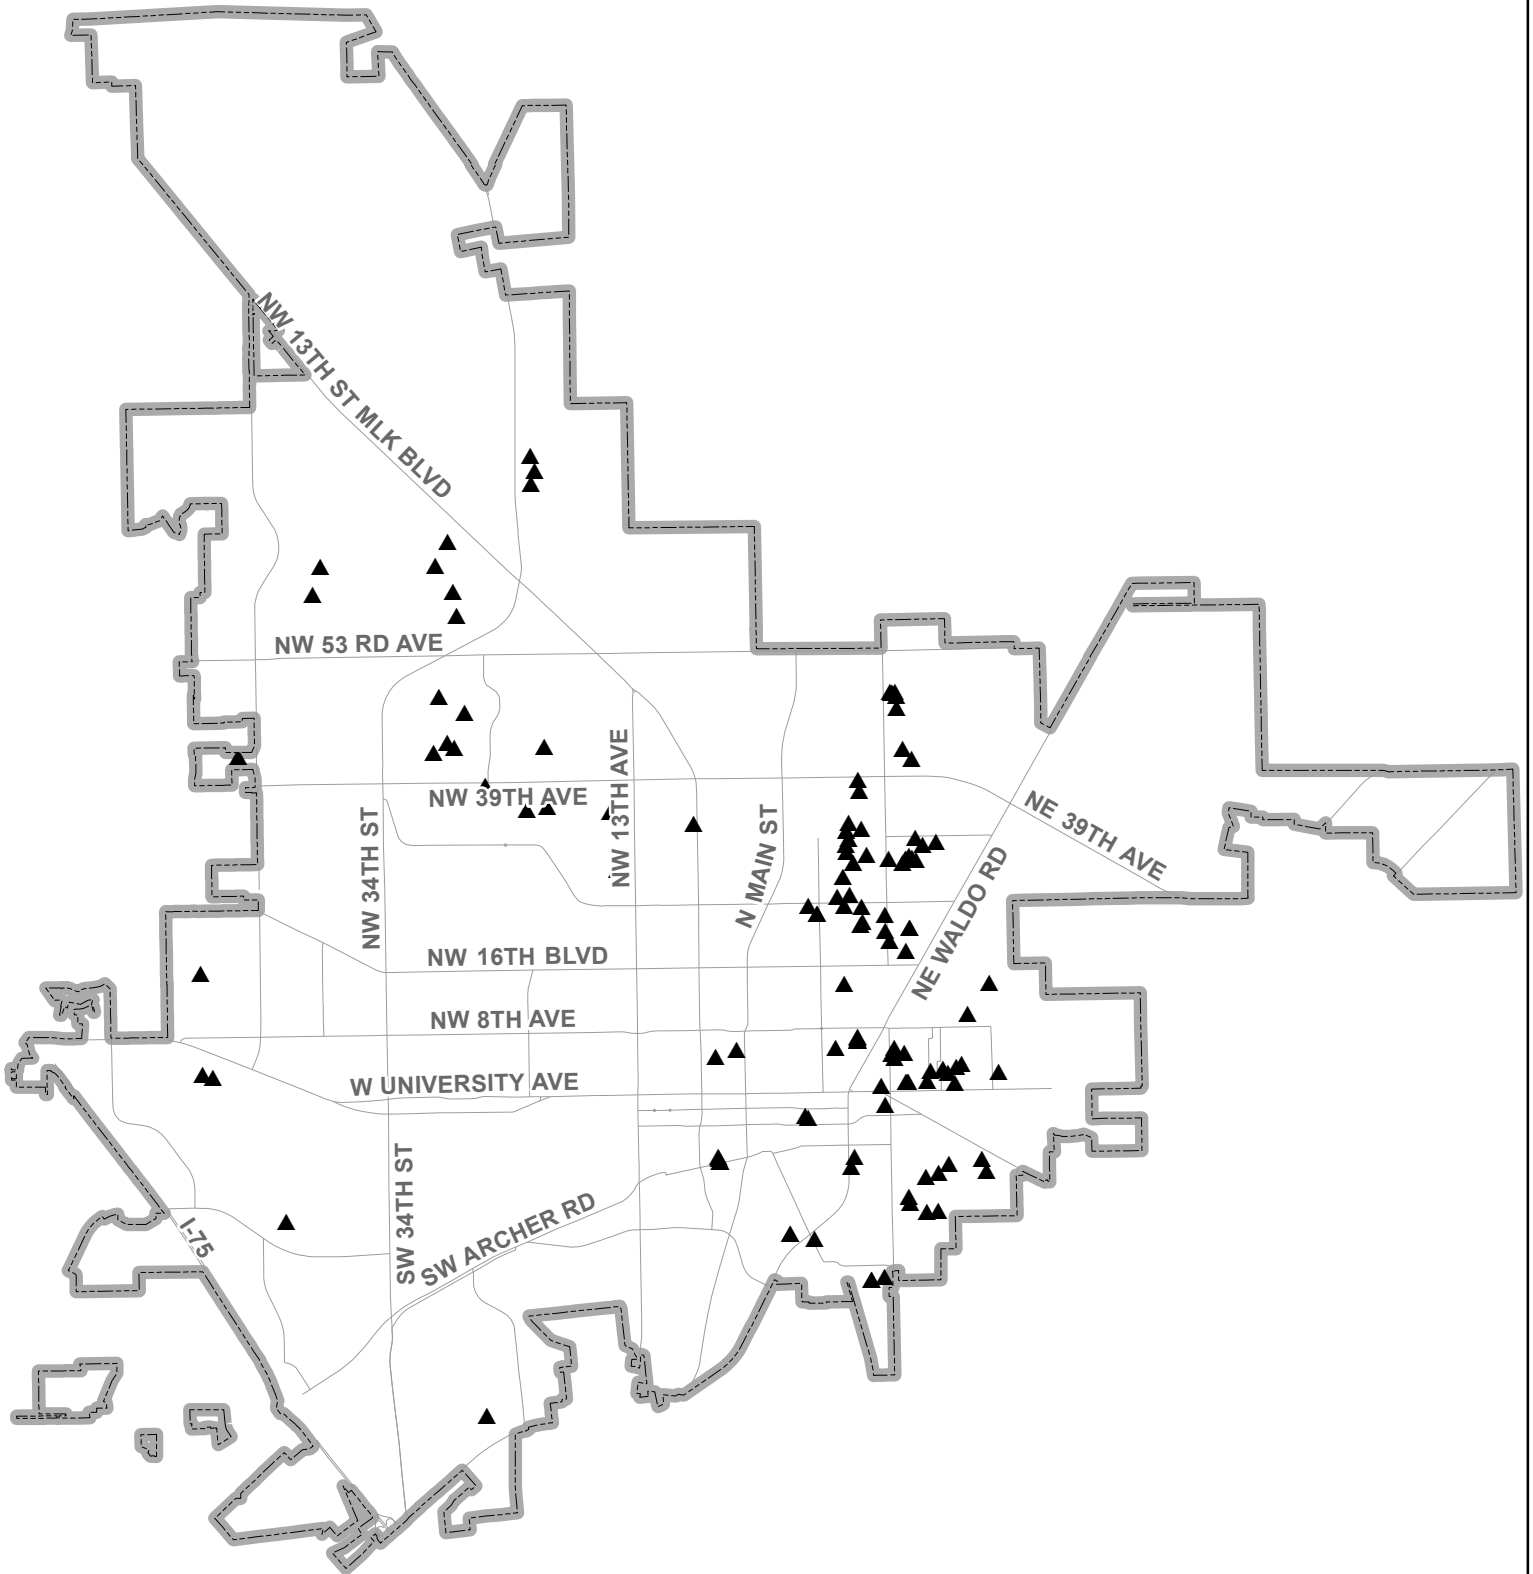 NW 13TH ST MLK BLVD
NW 53 RD AVE
NW 39TH AVE
NW 13TH AVE
NW 34TH ST
N MAIN ST
NE 39TH AVE
NE WALDO RD
NW 16TH BLVD
NW 8TH AVE
W UNIVERSITY AVE
SW 34TH ST
SW ARCHER RD
I-75